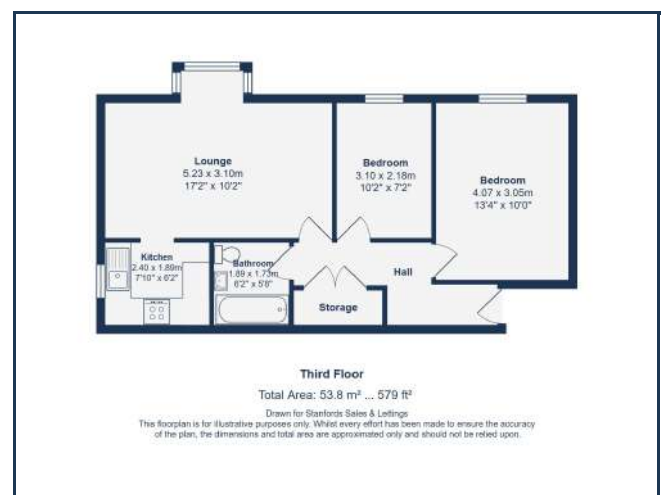 Lounge
5.23 x 3.10m
17'2" x 10'2"
Bedroom
3.10 x 2.18m
10'2" x 7'2"
Bedroom
4.07 x 3.05m
13'4" x 10'0"
Kitchen
2.40 x 1.89m
7'10" x 6'2"
Bathroom
1.89 x 1.73m
6'2" x 5'8"
Hall
Storage
Third Floor
Total Area: 53.8 m² ... 579 ft²
Drawn for Stanfords Sales & Lettings
This floorplan is for illustrative purposes only. Whilst every effort has been made to ensure the accuracy
of the plan, the dimensions and total area are approximated only and should not be relied upon.